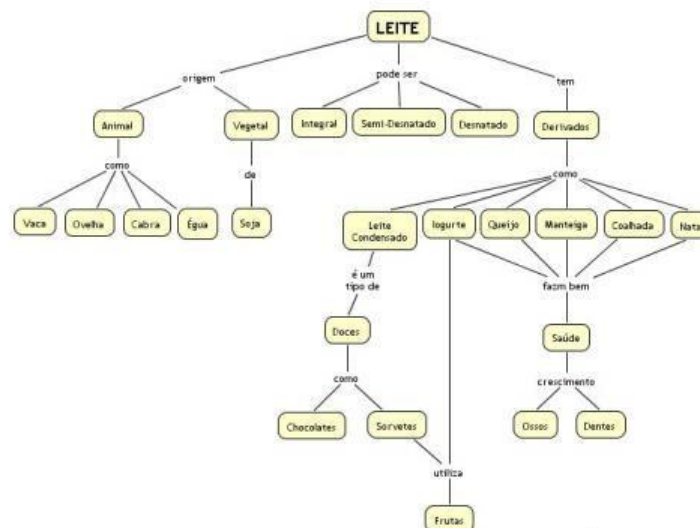 LEITE
origem
pode ser
tem
Animal
Vegetal
Integral
Semi-Desnatado
Desnatado
Derivados
como
de
como
Vaca
Ovelha
Cabra
Égua
Soja
Leite
Condensado
Iogurte
Queijo
Manteiga
Coalhada
Nata
é um
tipo de
fazm bem
Doces
Saúde
como
crescimento
Chocolates
Sorvetes
Ossos
Dentes
utiliza
Frutas